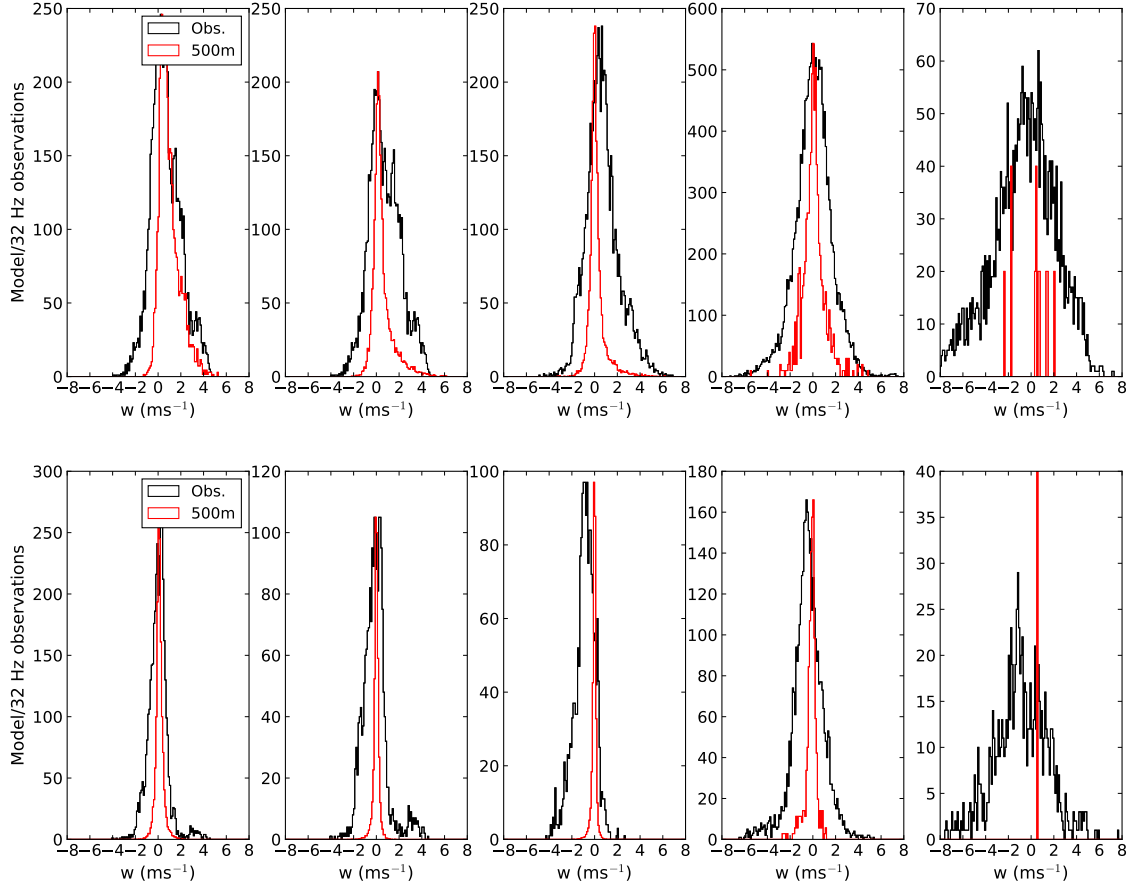 250 250 250 600 70
Obs.
500m
200 200 200 500 60
150 150 150 400 50
100 100 100 300 40
50 50 50 200 30
100 20
10
0 0 0 0 0
−8−6−4−2 0 2 4 6 8 −8−6−4−2 0 2 4 6 8 −8−6−4−2 0 2 4 6 8 −8−6−4−2 0 2 4 6 8 −8−6−4−2 0 2 4 6 8
w (ms⁻¹) w (ms⁻¹) w (ms⁻¹) w (ms⁻¹) w (ms⁻¹)
Model/32 Hz observations
300 120 100 180 40
Obs.
500m
250 100 80 160 35
200 80 60 140 30
150 60 40 120 25
100 40 20 100 20
50 20 80 15
60 10
40 5
20
0 0 0 0 0
−8−6−4−2 0 2 4 6 8 −8−6−4−2 0 2 4 6 8 −8−6−4−2 0 2 4 6 8 −8−6−4−2 0 2 4 6 8 −8−6−4−2 0 2 4 6 8
w (ms⁻¹) w (ms⁻¹) w (ms⁻¹) w (ms⁻¹) w (ms⁻¹)
Model/32 Hz observations